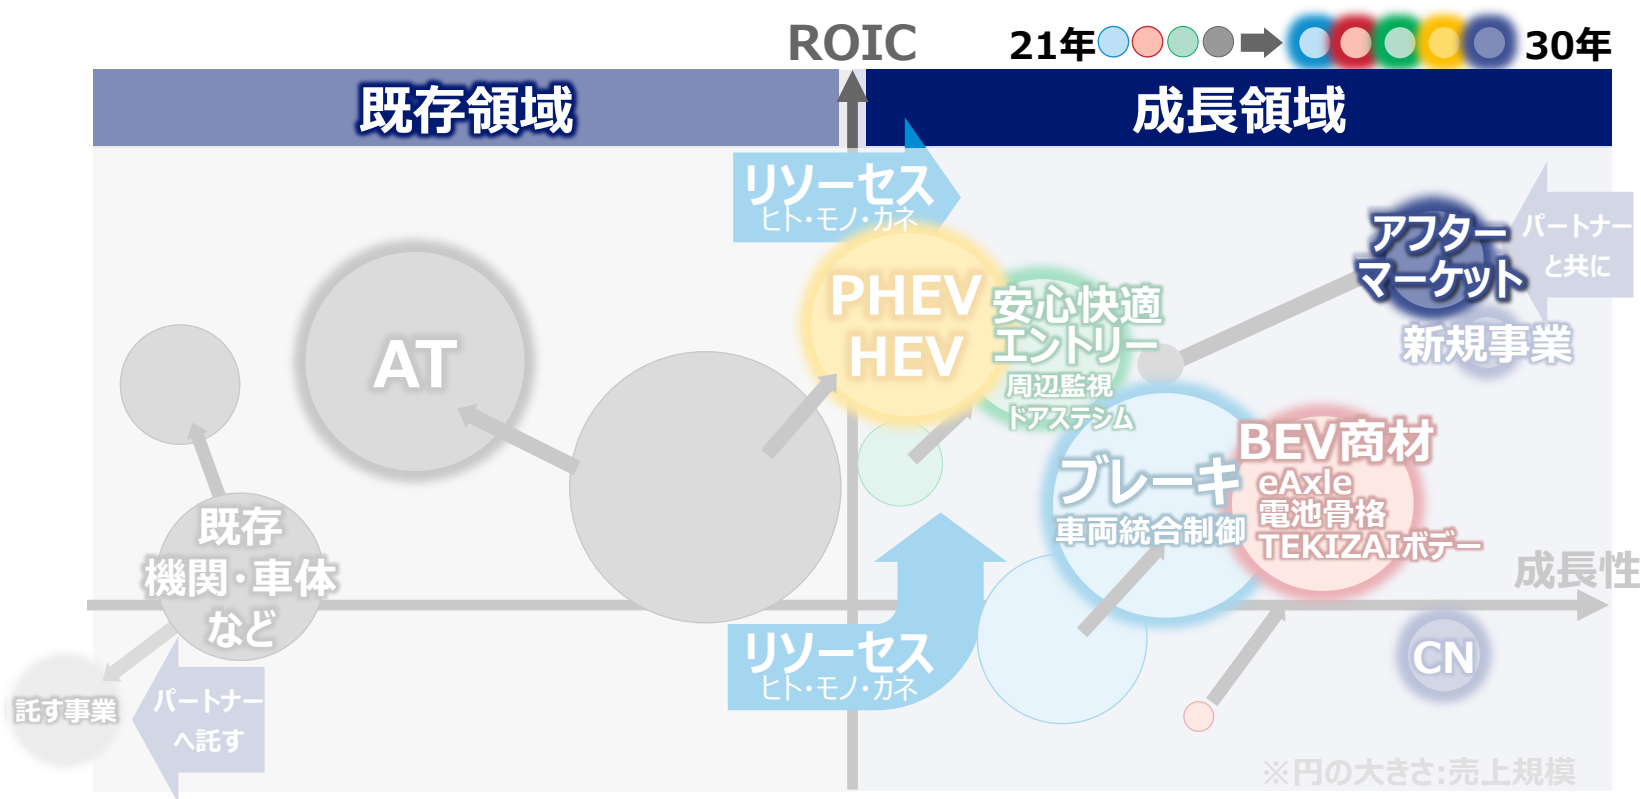 ROIC
21年
30年
既存領域
成長領域
リソーセス
ヒト・モノ・カネ
アフター
マーケット
パートナー
と共に
新規事業
PHEV
HEV
安心快適
エントリー
周辺監視
ドアステシム
AT
ブレーキ
車両統合制御
BEV商材
eAxle
電池骨格
TEKIZAIボデー
既存
機関・車体
など
成長性
リソーセス
ヒト・モノ・カネ
CN
託す事業
パートナー
へ託す
※円の大きさ:売上規模